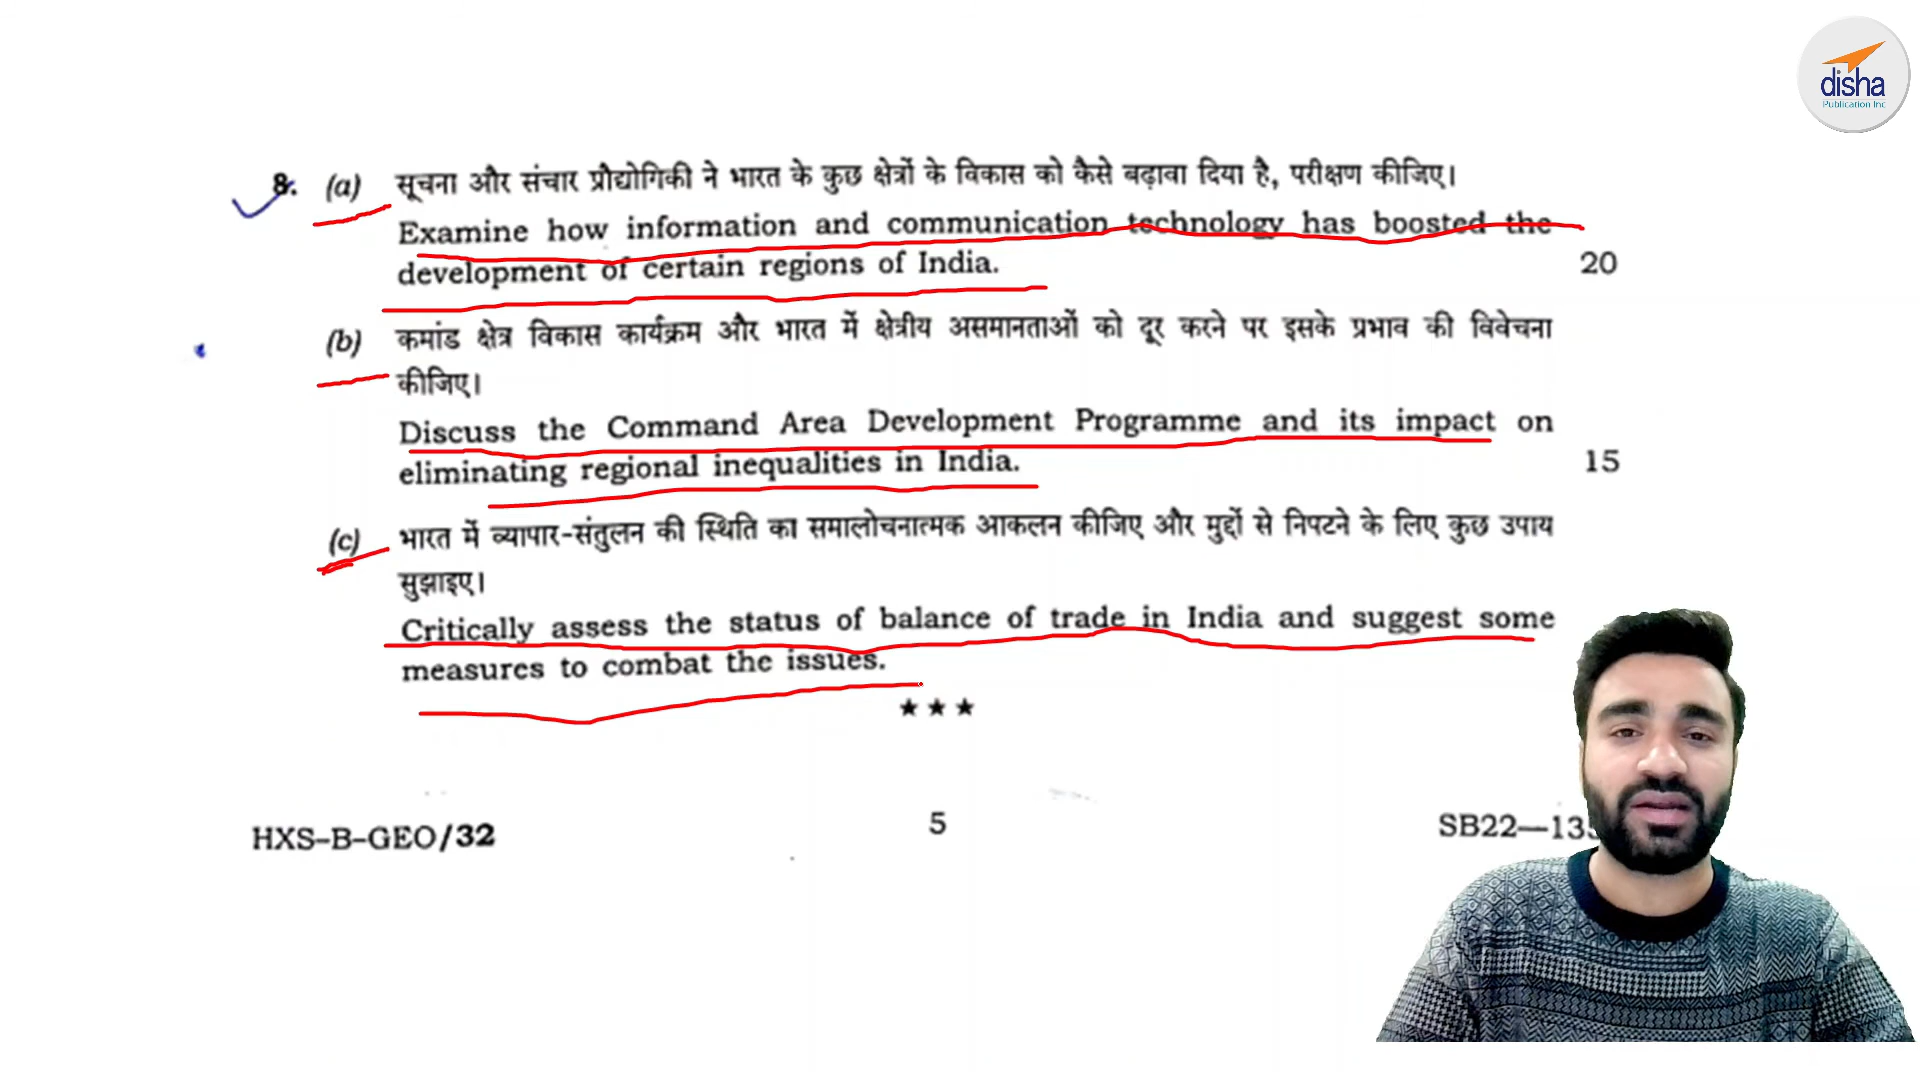 disha
Publication Inc
8. (a) सूचना और संचार प्रौद्योगिकी ने भारत के कुछ क्षेत्रों के विकास को कैसे बढ़ावा दिया है, परीक्षण कीजिए।
Examine how information and communication technology has boosted the
development of certain regions of India. 20
(b) कमांड क्षेत्र विकास कार्यक्रम और भारत में क्षेत्रीय असमानताओं को दूर करने पर इसके प्रभाव की विवेचना
कीजिए।
Discuss the Command Area Development Programme and its impact on
eliminating regional inequalities in India. 15
(c) भारत में व्यापार-संतुलन की स्थिति का समालोचनात्मक आकलन कीजिए और मुद्दों से निपटने के लिए कुछ उपाय
सुझाइए।
Critically assess the status of balance of trade in India and suggest some
measures to combat the issues.
★ ★ ★
HXS–B–GEO/32 5 SB22—13